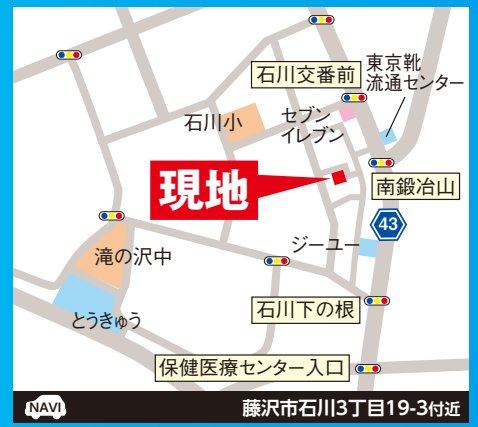 石川交番前
東京靴
流通センター
石川小
セブン
イレブン
現地
南鍛冶山
43
ジーユー
滝の沢中
とうきゅう
石川下の根
保健医療センター入口
NAVI
藤沢市石川3丁目19-3付近